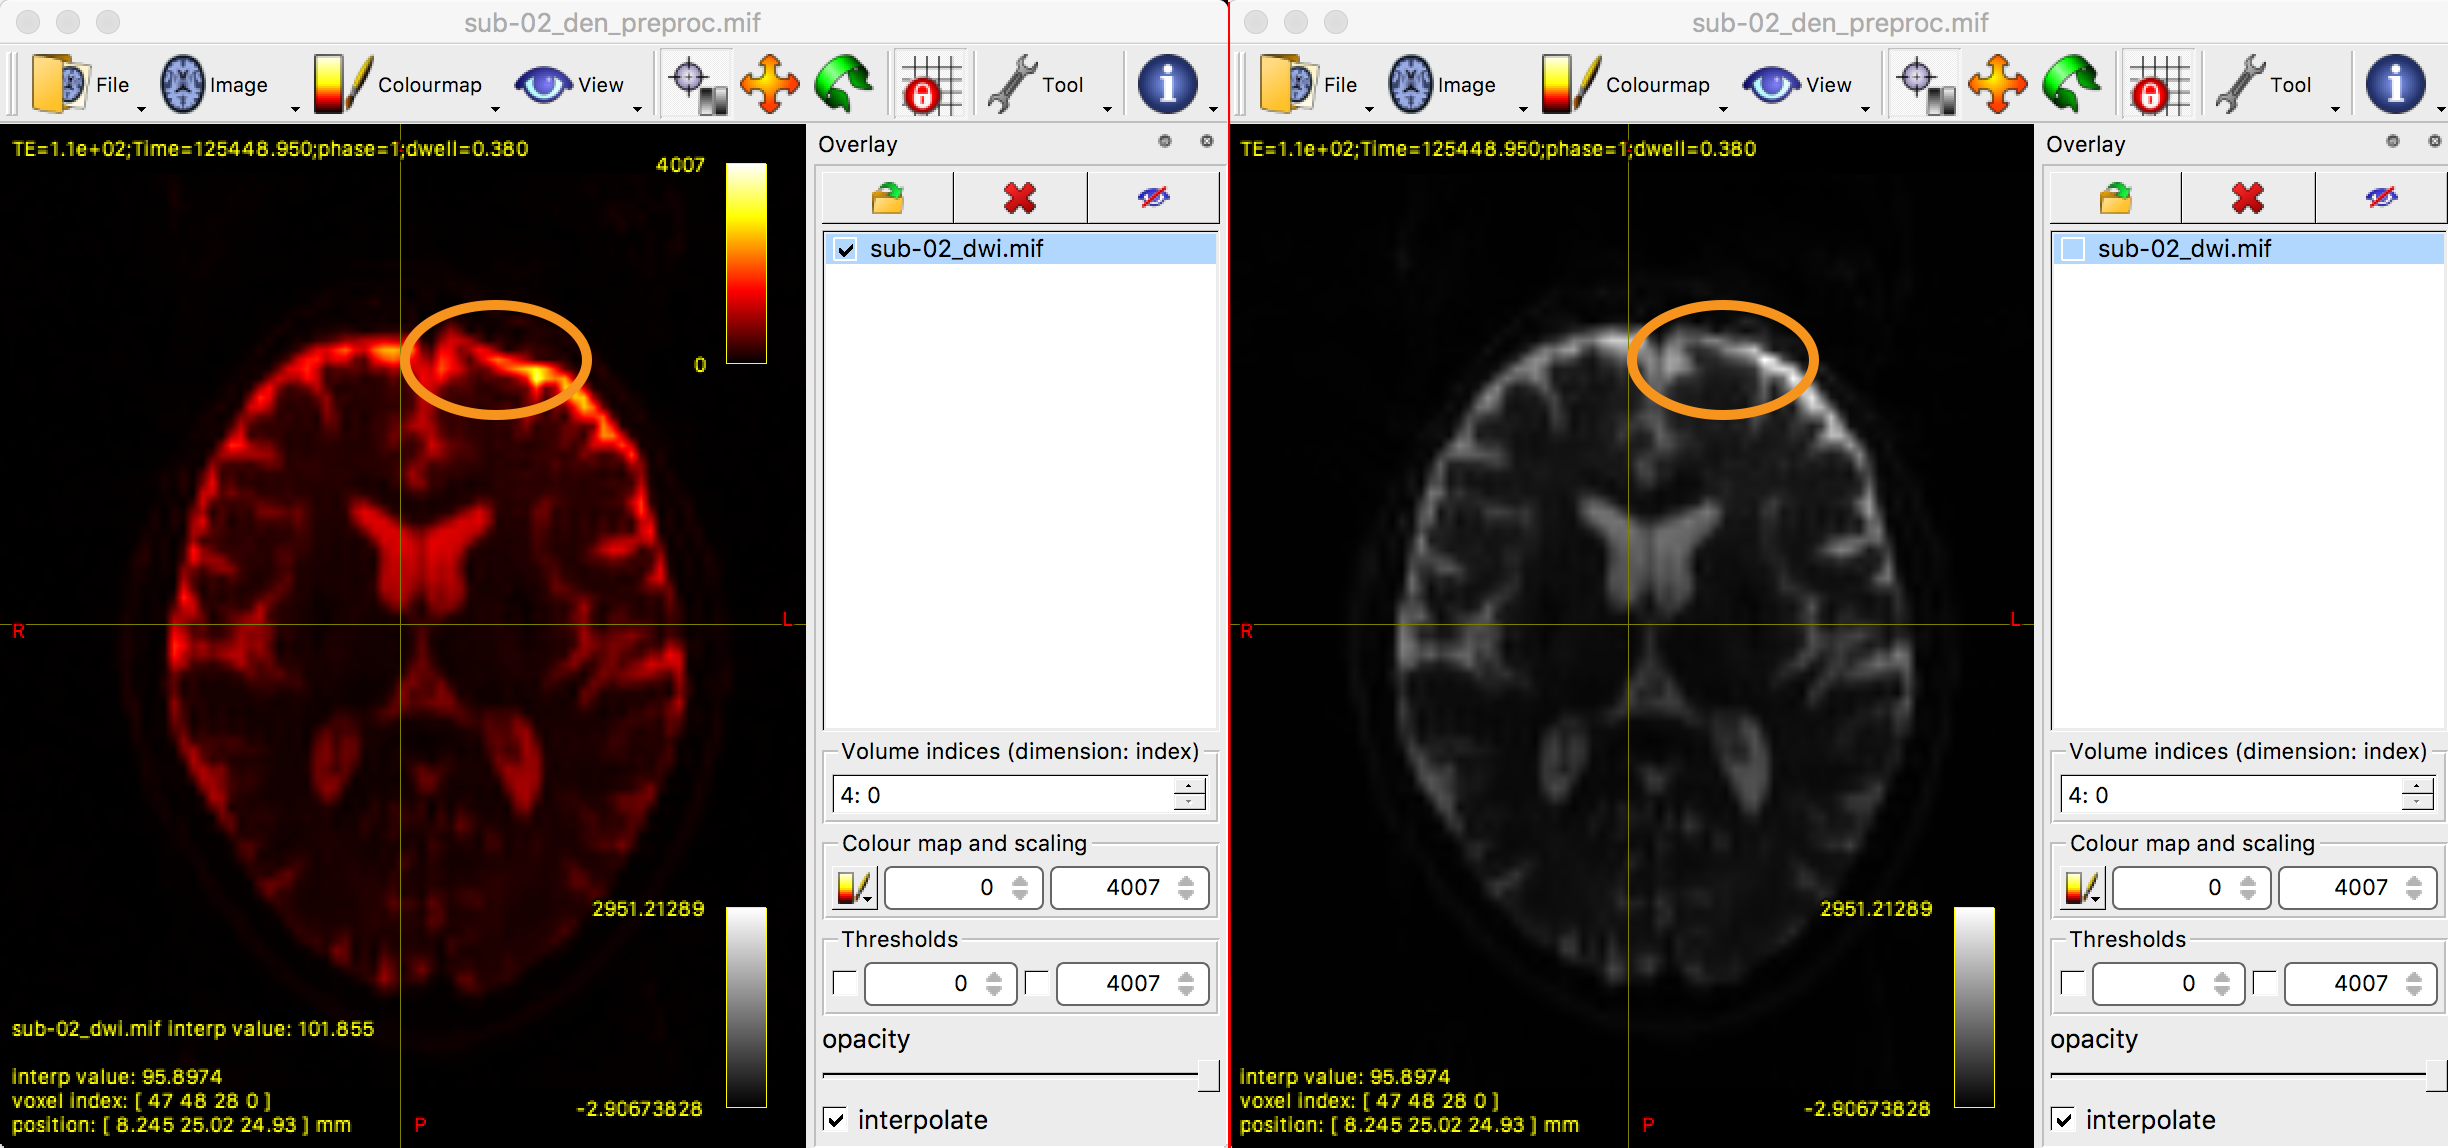 sub-02_den_preproc.mif
File Image Colourmap View Tool
TE=1.1e+02;Time=125448.950;phase=1;dwell=0.380
4007
0
R
L
2951.21289
sub-02_dwi.mif interp value: 101.855
interp value: 95.8974
voxel index: [ 47 48 28 0 ]
position: [ 8.245 25.02 24.93 ] mm
-2.90673828
P
Overlay
sub-02_dwi.mif
Volume indices (dimension: index)
4: 0
Colour map and scaling
0 4007
Thresholds
0 4007
opacity
interpolate
sub-02_den_preproc.mif
File Image Colourmap View Tool
TE=1.1e+02;Time=125448.950;phase=1;dwell=0.380
R
L
2951.21289
interp value: 95.8974
voxel index: [ 47 48 28 0 ]
position: [ 8.245 25.02 24.93 ] mm
-2.90673828
P
Overlay
sub-02_dwi.mif
Volume indices (dimension: index)
4: 0
Colour map and scaling
0 4007
Thresholds
0 4007
opacity
interpolate